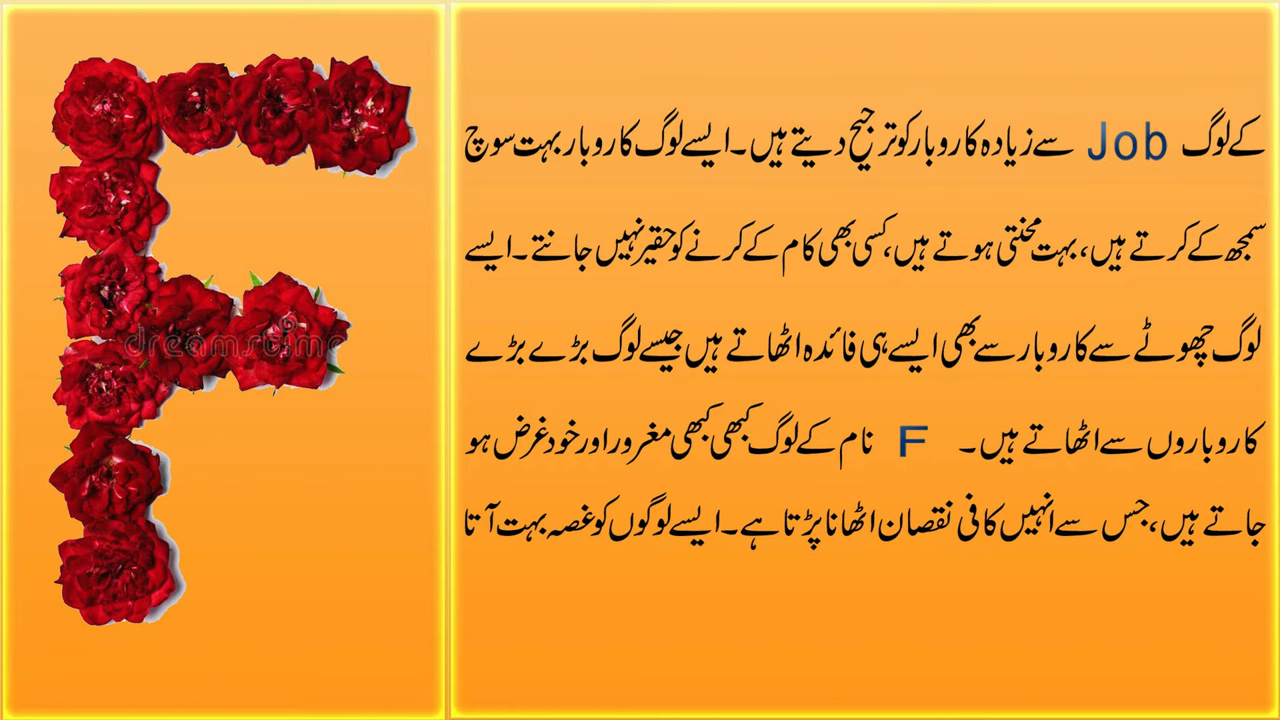 کے لوگ Job سے زیادہ کاروبار کو ترجیح دیتے ہیں۔ ایسے لوگ کاروبار بہت سوچ
سمجھ کے کرتے ہیں، بہت محنتی ہوتے ہیں، کسی بھی کام کے کرنے کو حقیر نہیں جانتے۔ ایسے
لوگ چھوٹے سے کاروبار سے بھی ایسے ہی فائدہ اٹھاتے ہیں جیسے لوگ بڑے بڑے
کاروباروں سے اٹھاتے ہیں۔ F نام کے لوگ کبھی کبھی مغرور اور خود غرض ہو
جاتے ہیں، جس سے انہیں کافی نقصان اٹھانا پڑتا ہے۔ ایسے لوگوں کو غصہ بہت آتا
F
dreamstime